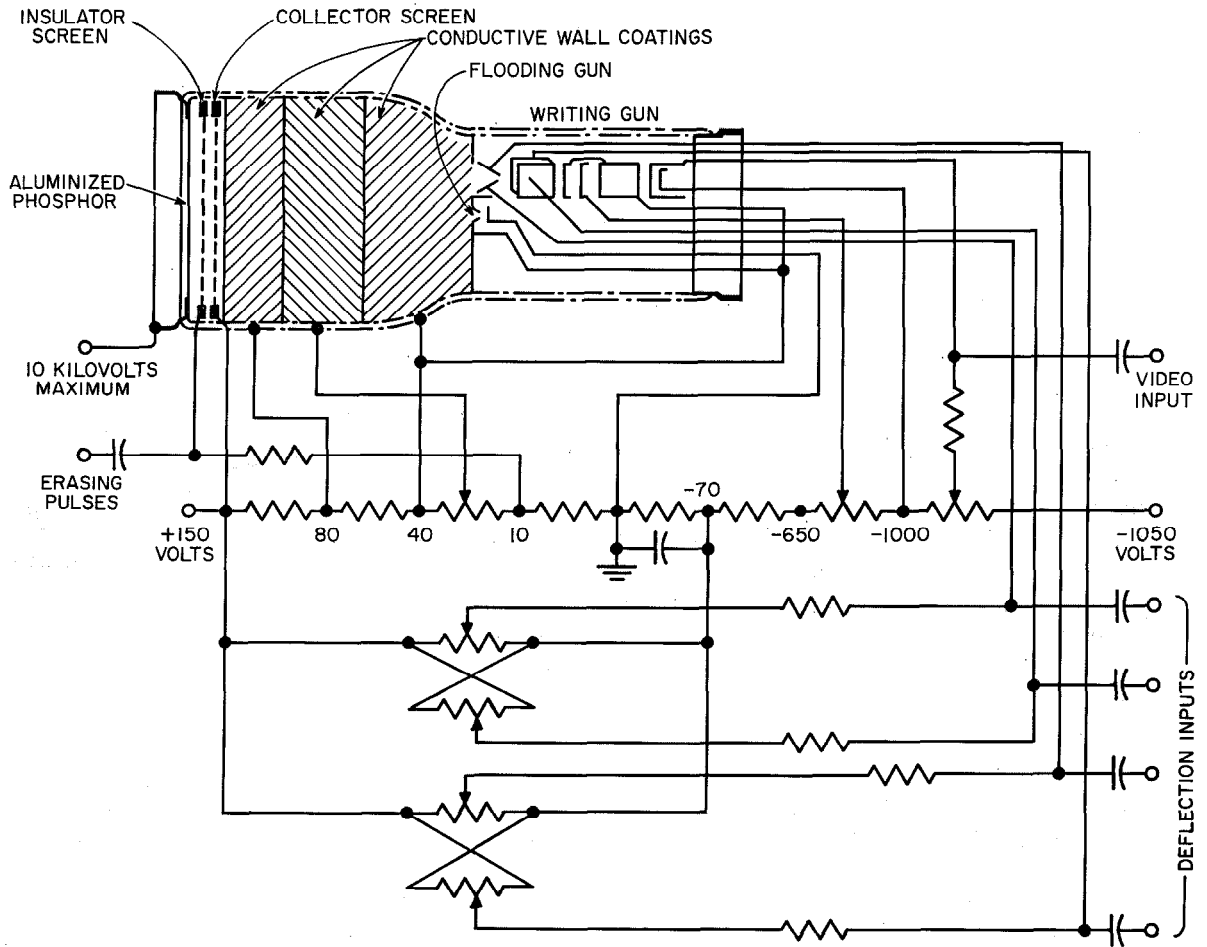 INSULATOR
SCREEN
COLLECTOR SCREEN
CONDUCTIVE WALL COATINGS
FLOODING GUN
WRITING GUN
ALUMINIZED
PHOSPHOR
10 KILOVOLTS
MAXIMUM
VIDEO
INPUT
ERASING
PULSES
+150
VOLTS
80
40
10
-70
-650
-1000
-1050
VOLTS
DEFLECTION INPUTS